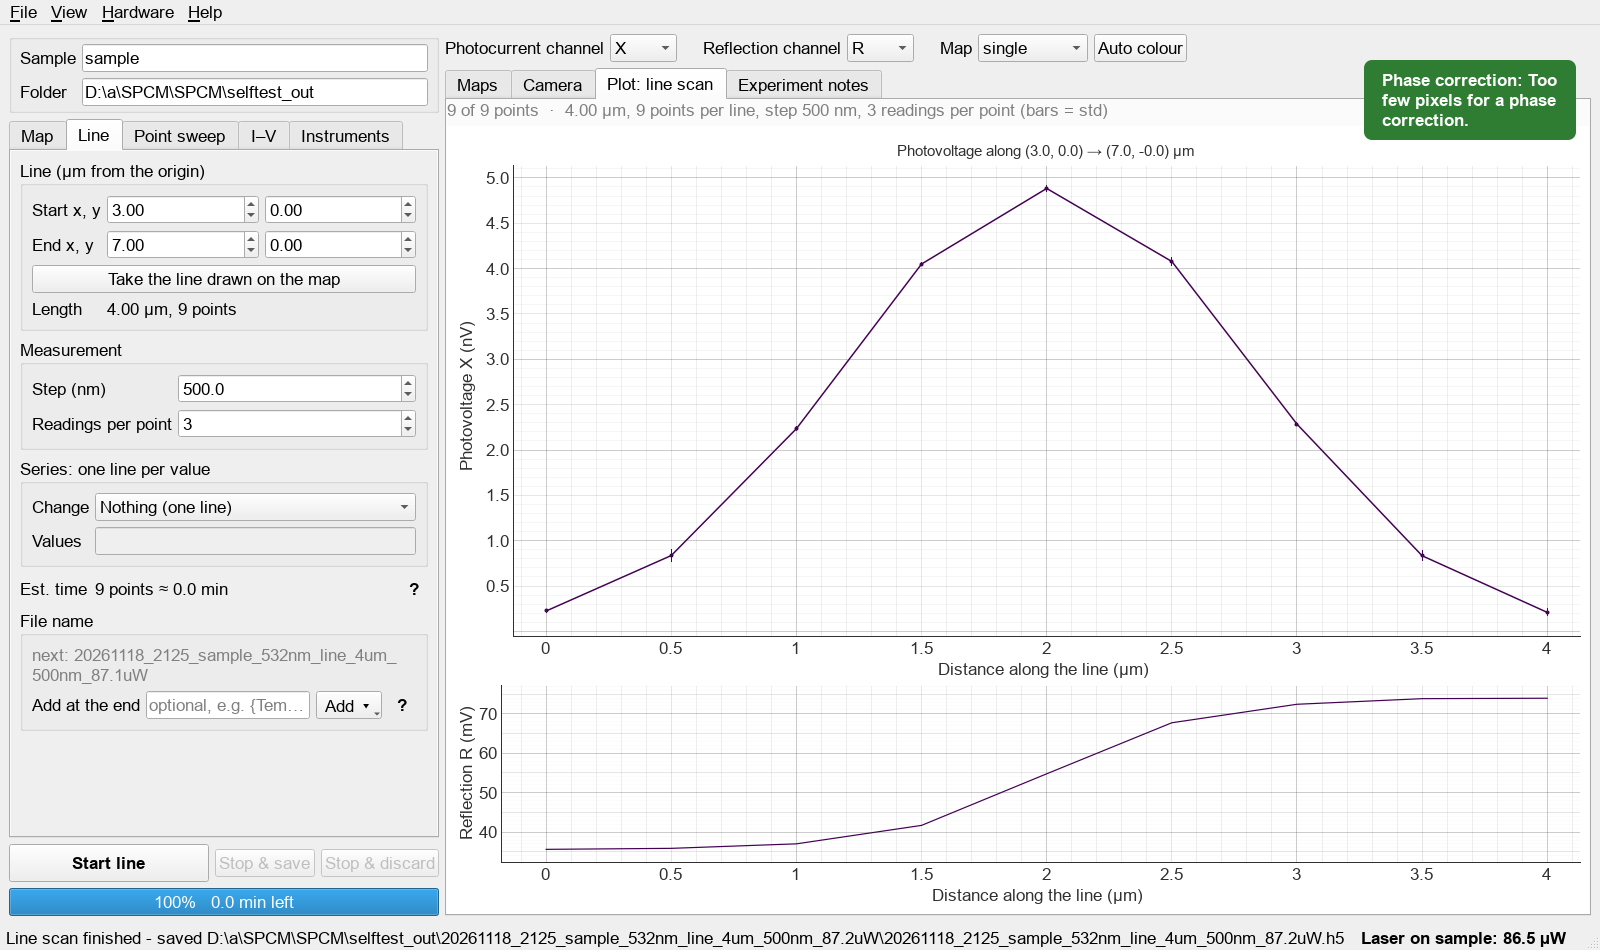 File View Hardware Help
Sample sample
Folder D:\a\SPCM\SPCM\selftest_out
Map Line Point sweep I–V Instruments
Line (µm from the origin)
Start x, y 3.00 0.00
End x, y 7.00 0.00
Take the line drawn on the map
Length 4.00 µm, 9 points
Measurement
Step (nm) 500.0
Readings per point 3
Series: one line per value
Change Nothing (one line)
Values
Est. time 9 points ≈ 0.0 min ?
File name
next: 20261118_2125_sample_532nm_line_4um_
500nm_87.1uW
Add at the end optional, e.g. {Tem… Add ?
Start line Stop & save Stop & discard
100% 0.0 min left
Photocurrent channel X Reflection channel R Map single Auto colour
Maps Camera Plot: line scan Experiment notes
9 of 9 points · 4.00 µm, 9 points per line, step 500 nm, 3 readings per point (bars = std)
Phase correction: Too
few pixels for a phase
correction.
Photovoltage along (3.0, 0.0) → (7.0, -0.0) µm
Photovoltage X (nV)
5.0
4.5
4.0
3.5
3.0
2.5
2.0
1.5
1.0
0.5
0 0.5 1 1.5 2 2.5 3 3.5 4
Distance along the line (µm)
Reflection R (mV)
70
60
50
40
0 0.5 1 1.5 2 2.5 3 3.5 4
Distance along the line (µm)
Line scan finished - saved D:\a\SPCM\SPCM\selftest_out\20261118_2125_sample_532nm_line_4um_500nm_87.2uW\20261118_2125_sample_532nm_line_4um_500nm_87.2uW.h5 Laser on sample: 86.5 µW